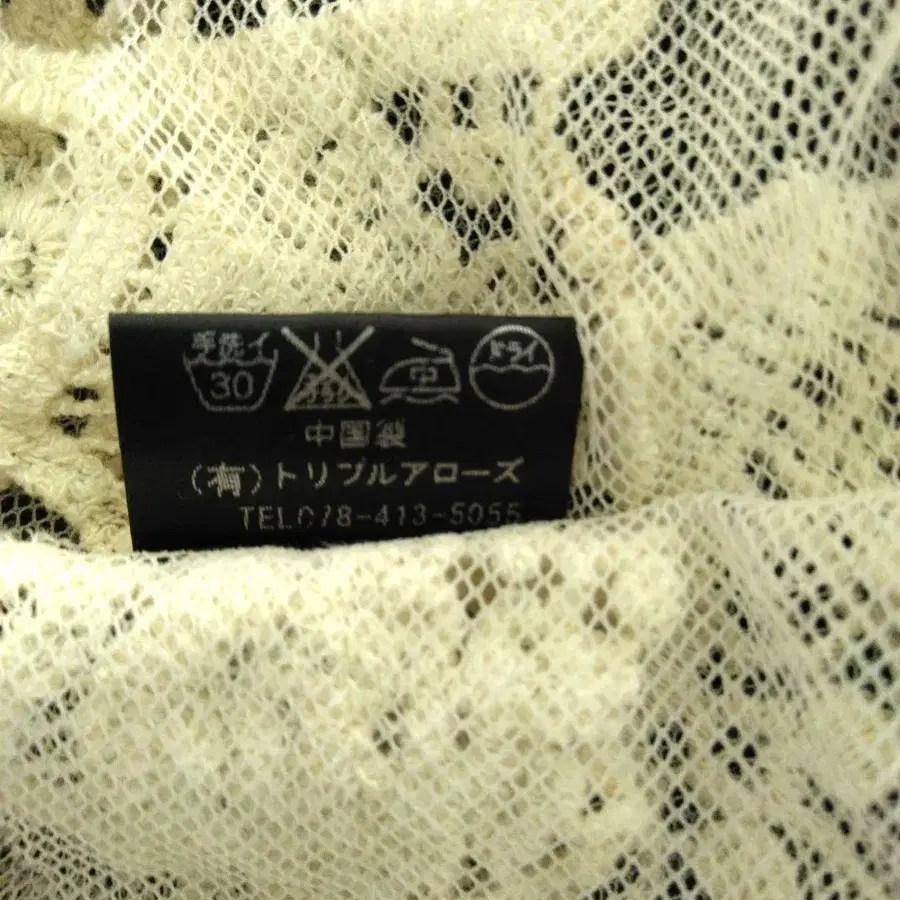 手洗イ 30 中 ドライ
中国製
(有)トリプルアローズ
TEL078-413-5055